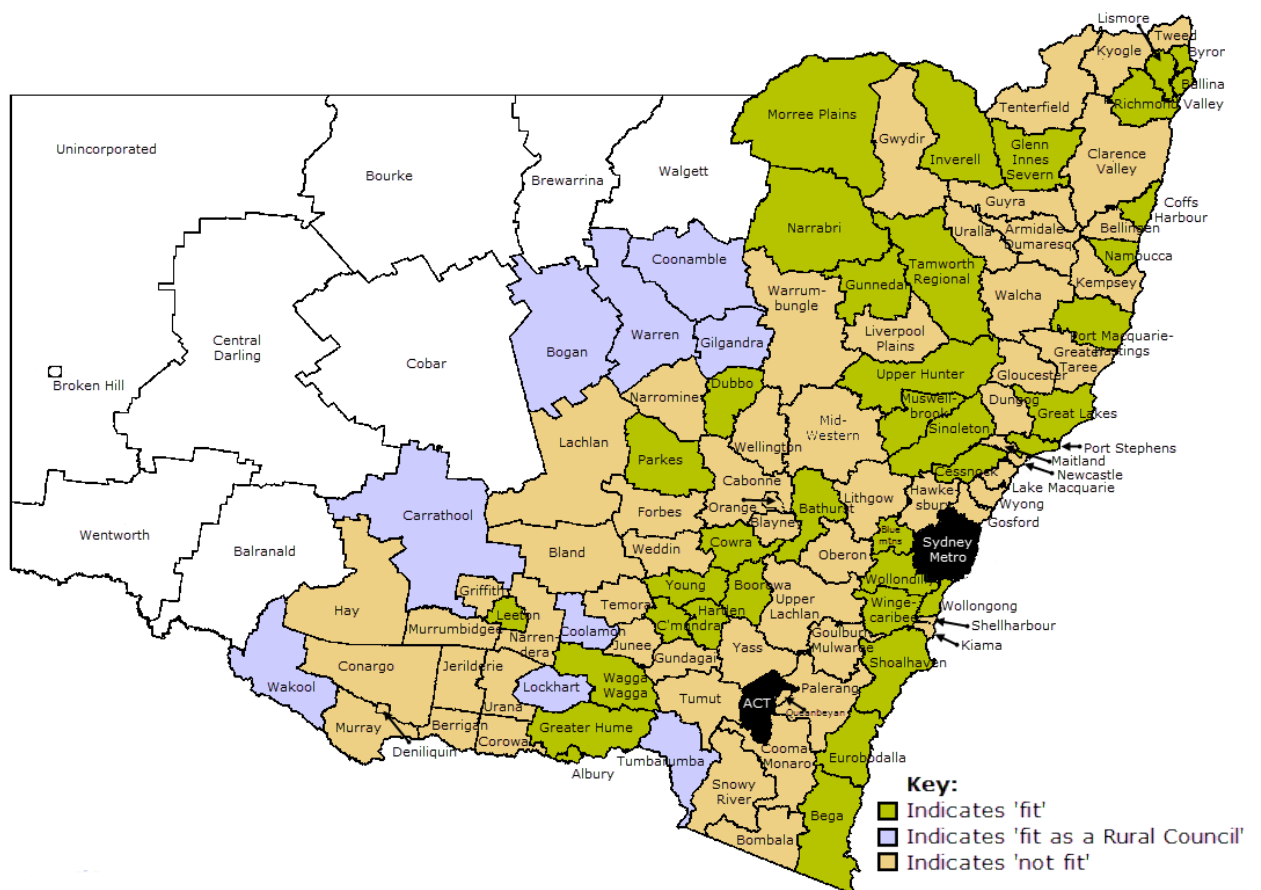 Lismore
Tweed
Kyogle
Byron
Ballina
Richmond Valley
Tenterfield
Morree Plains
Gwydir
Inverell
Glenn
Innes
Severn
Clarence
Valley
Unincorporated
Bourke
Brewarrina
Walgett
Guyra
Coffs
Harbour
Narrabri
Uralla
Armidale
Dumaresq
Bellingen
Nambucca
Coonamble
Tamworth
Regional
Gunnedah
Kempsey
Warrum-
bungle
Walcha
Central
Darling
Cobar
Bogan
Warren
Gilgandra
Liverpool
Plains
Port Macquarie-
Hastings
Greater
Taree
Broken Hill
Upper Hunter
Gloucester
Dubbo
Narromine
Muswell-
brook
Dungog
Great Lakes
Lachlan
Wellington
Mid-
Western
Singleton
Parkes
Port Stephens
Maitland
Newcastle
Cessnock
Lake Macquarie
Cabonne
Lithgow
Hawke-
sbury
Wyong
Gosford
Carrathool
Forbes
Orange
Blayney
Bathurst
Wentworth
Balranald
Bland
Weddin
Cowra
Oberon
Blue
mtns
Sydney
Metro
Hay
Griffith
Leeton
Temora
Young
Boorowa
Wollondilly
Upper
Lachlan
Winge-
caribee
Wollongong
Shellharbour
Kiama
Murrumbidgee
Narren-
dera
Coolamon
Junee
C'mundra
Harden
Goulburn
Mulwaree
Gundagai
Yass
Shoalhaven
Wakool
Conargo
Jerilderie
Urana
Lockhart
Wagga
Wagga
Tumut
ACT
Palerang
Queanbeyan
Murray
Berrigan
Corowa
Greater Hume
Deniliquin
Albury
Tumbarumba
Cooma
Monaro
Eurobodalla
Snowy
River
Bega
Bombala
Key:
Indicates 'fit'
Indicates 'fit as a Rural Council'
Indicates 'not fit'